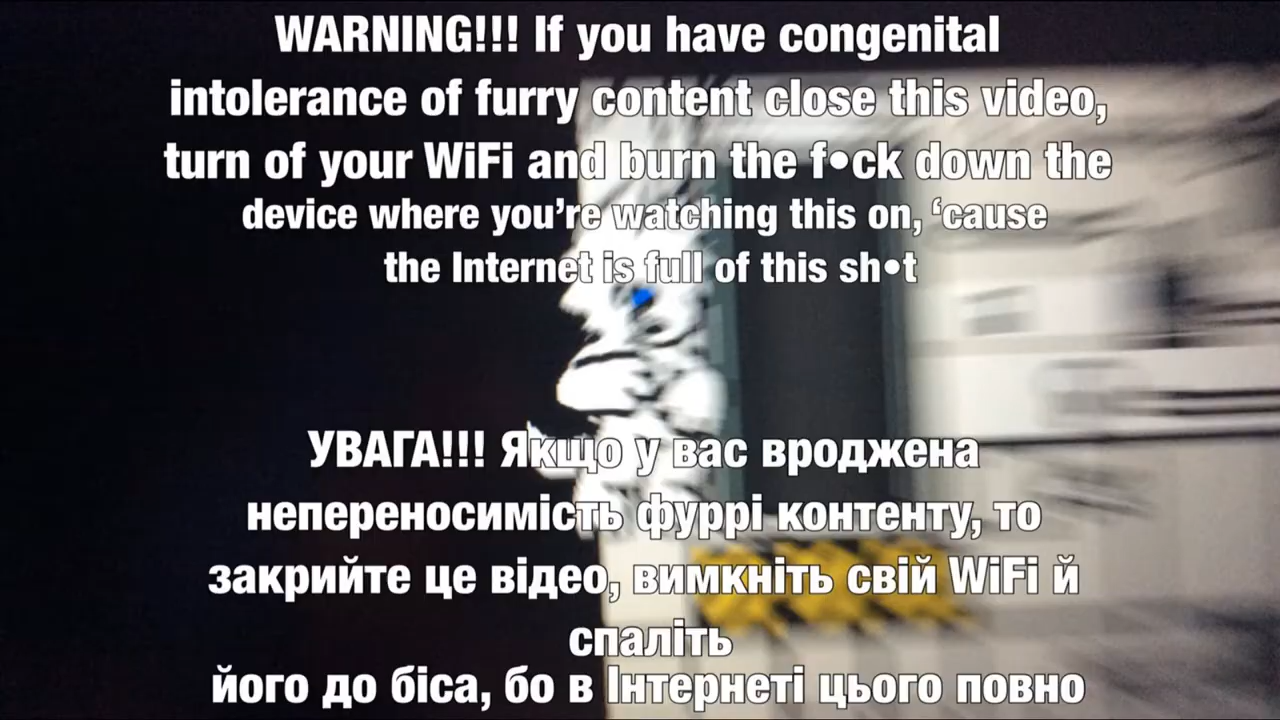 WARNING!!! If you have congenital
intolerance of furry content close this video,
turn of your WiFi and burn the f•ck down the
device where you’re watching this on, ‘cause
the Internet is full of this sh•t
УВАГА!!! Якщо у вас вроджена
непереносимість фуррі контенту, то
закрийте це відео, вимкніть свій WiFi й
спаліть
його до біса, бо в Інтернеті цього повно